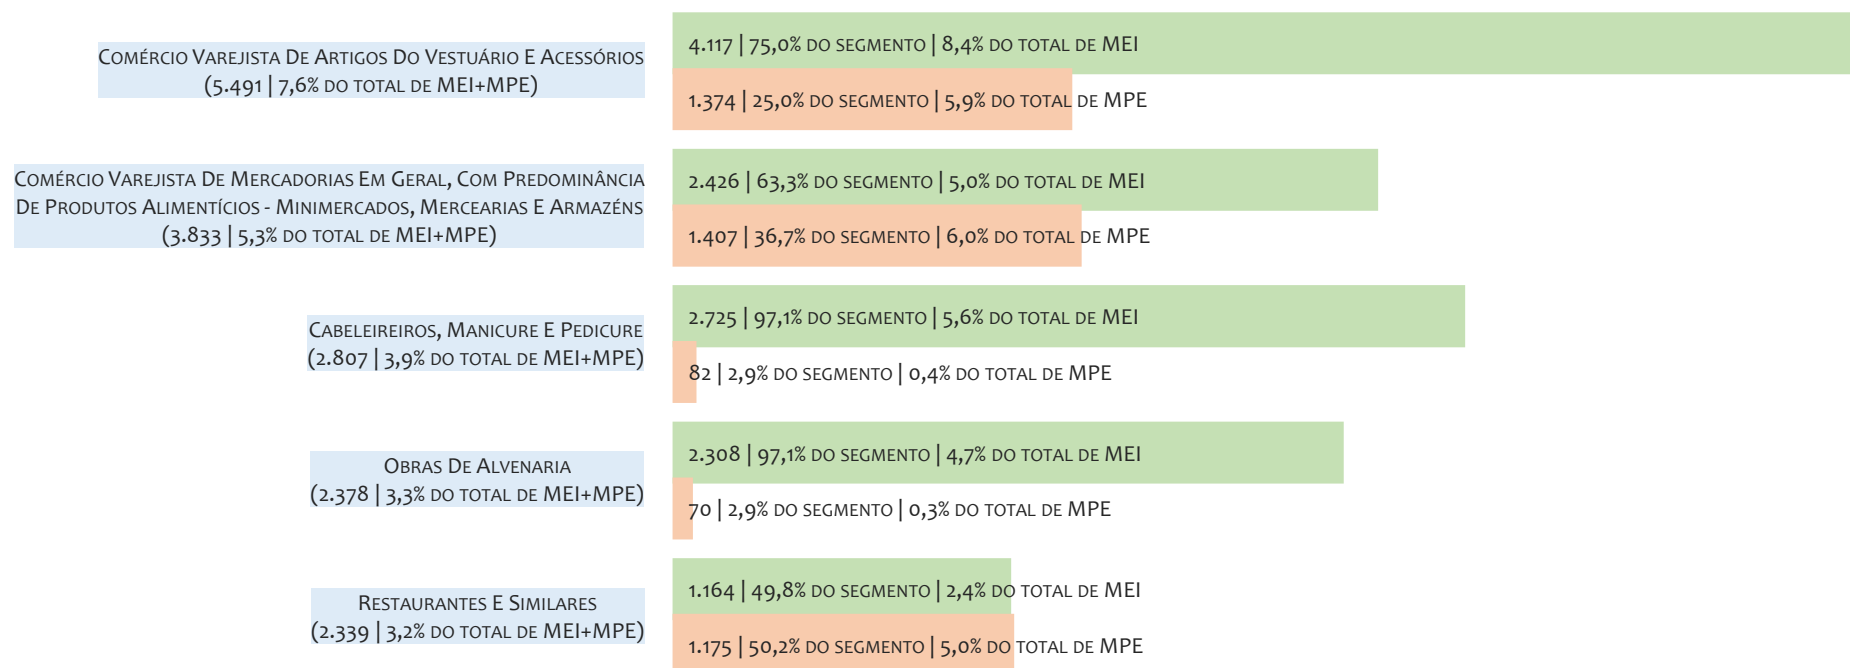 Comércio Varejista De Artigos Do Vestuário E Acessórios
(5.491 | 7,6% do total de MEI+MPE)
4.117 | 75,0% do segmento | 8,4% do total de MEI
1.374 | 25,0% do segmento | 5,9% do total de MPE
Comércio Varejista De Mercadorias Em Geral, Com Predominância
De Produtos Alimentícios - Minimercados, Mercearias E Armazéns
(3.833 | 5,3% do total de MEI+MPE)
2.426 | 63,3% do segmento | 5,0% do total de MEI
1.407 | 36,7% do segmento | 6,0% do total de MPE
Cabeleireiros, Manicure E Pedicure
(2.807 | 3,9% do total de MEI+MPE)
2.725 | 97,1% do segmento | 5,6% do total de MEI
82 | 2,9% do segmento | 0,4% do total de MPE
Obras De Alvenaria
(2.378 | 3,3% do total de MEI+MPE)
2.308 | 97,1% do segmento | 4,7% do total de MEI
70 | 2,9% do segmento | 0,3% do total de MPE
Restaurantes E Similares
(2.339 | 3,2% do total de MEI+MPE)
1.164 | 49,8% do segmento | 2,4% do total de MEI
1.175 | 50,2% do segmento | 5,0% do total de MPE